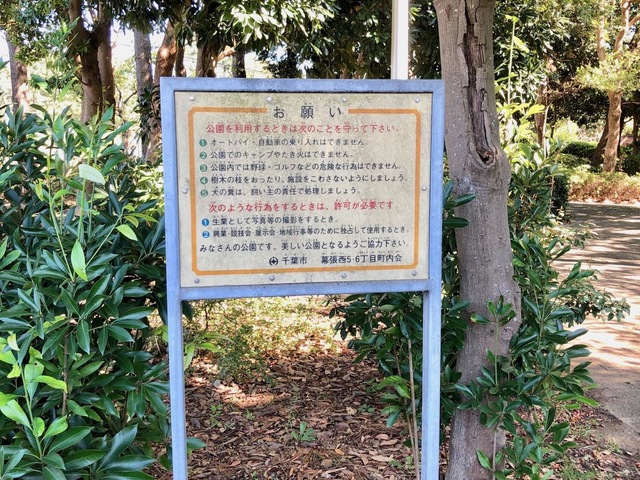 お願い
公園を利用するときは次のことを守って下さい。
1 オートバイ・自動車の乗り入れはできません。
2 公園でのキャンプやたき火はできません。
3 公園内では野球・ゴルフなどの危険な行為はできません。
4 樹木の枝をおったり、施設をこわさないようにしましょう。
5 犬の糞は、飼い主の責任で処理しましょう。
次のような行為をするときは、許可が必要です。
1 生業として写真等の撮影をするとき。
2 興業・競技会・展示会・地域行事等のために独占して使用するとき。
みなさんの公園です、美しい公園となるようご協力下さい。
千葉市 幕張西5・6丁目町内会